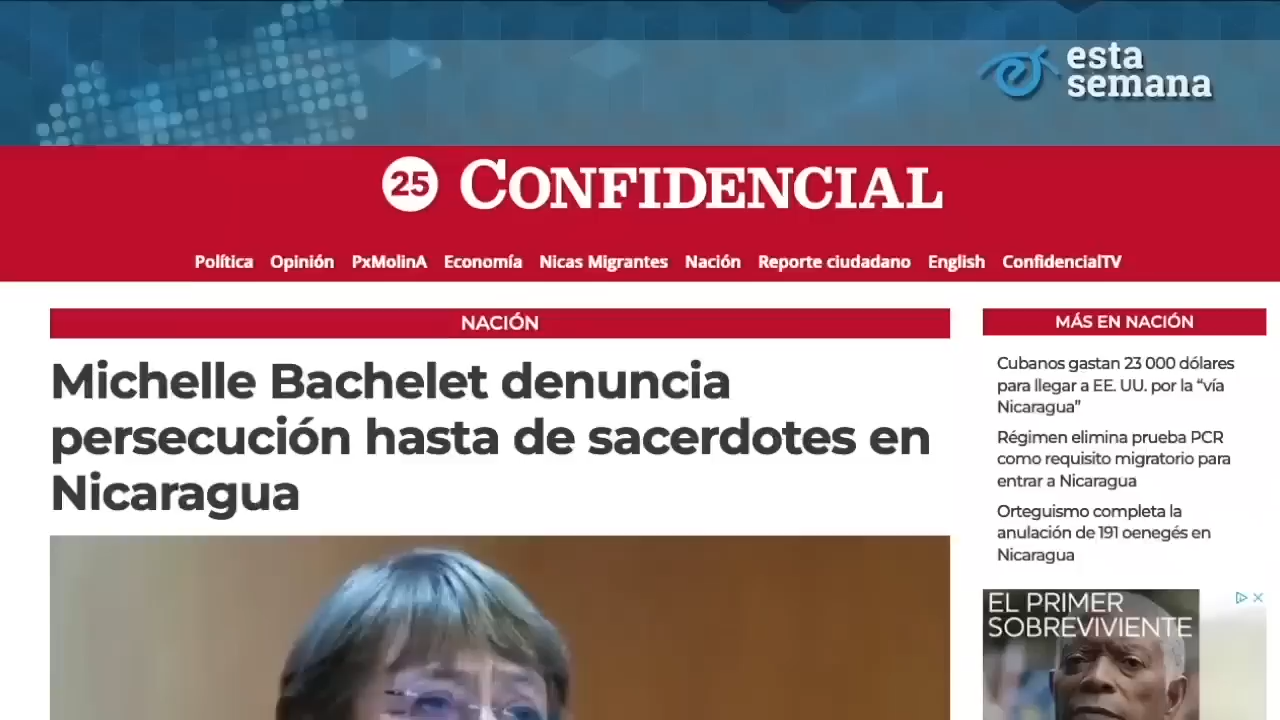 esta
semana
25 CONFIDENCIAL
Política Opinión PxMolinA Economía Nicas Migrantes Nación Reporte ciudadano English ConfidencialTV
NACIÓN
Michelle Bachelet denuncia
persecución hasta de sacerdotes en
Nicaragua
MÁS EN NACIÓN
Cubanos gastan 23 000 dólares
para llegar a EE. UU. por la “vía
Nicaragua”
Régimen elimina prueba PCR
como requisito migratorio para
entrar a Nicaragua
Orteguismo completa la
anulación de 191 oenegés en
Nicaragua
EL PRIMER
SOBREVIVIENTE